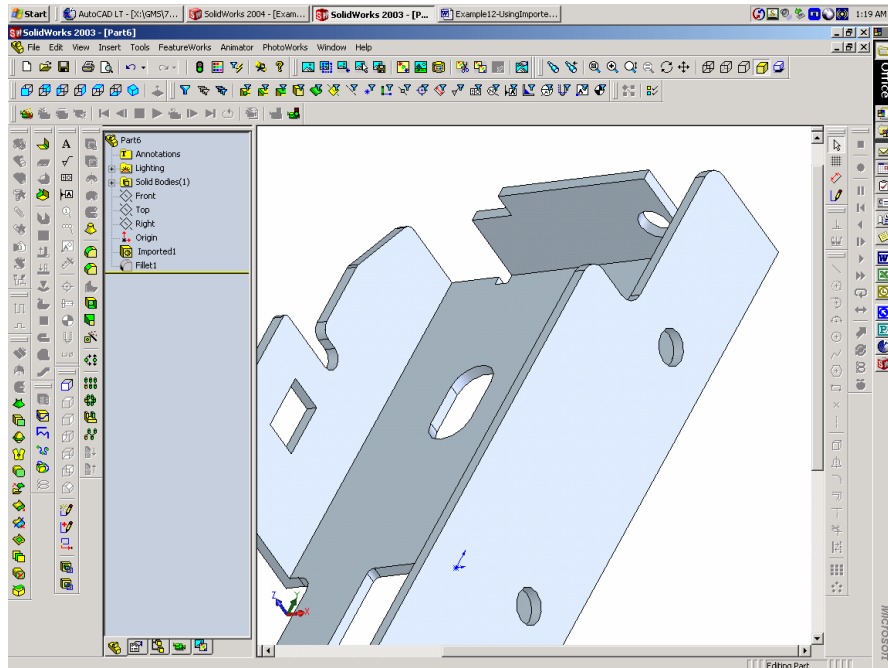 Start AutoCAD LT - [X:\GMS\7... SolidWorks 2004 - [Exam... SolidWorks 2003 - [P... Example12-UsingImporte... 1:19 AM
SolidWorks 2003 - [Part6]
File Edit View Insert Tools FeatureWorks Animator PhotoWorks Window Help
Office
Part6
Annotations
Lighting
Solid Bodies(1)
Front
Top
Right
Origin
Imported1
Fillet1
Z Y X
Microsoft
Editing Part